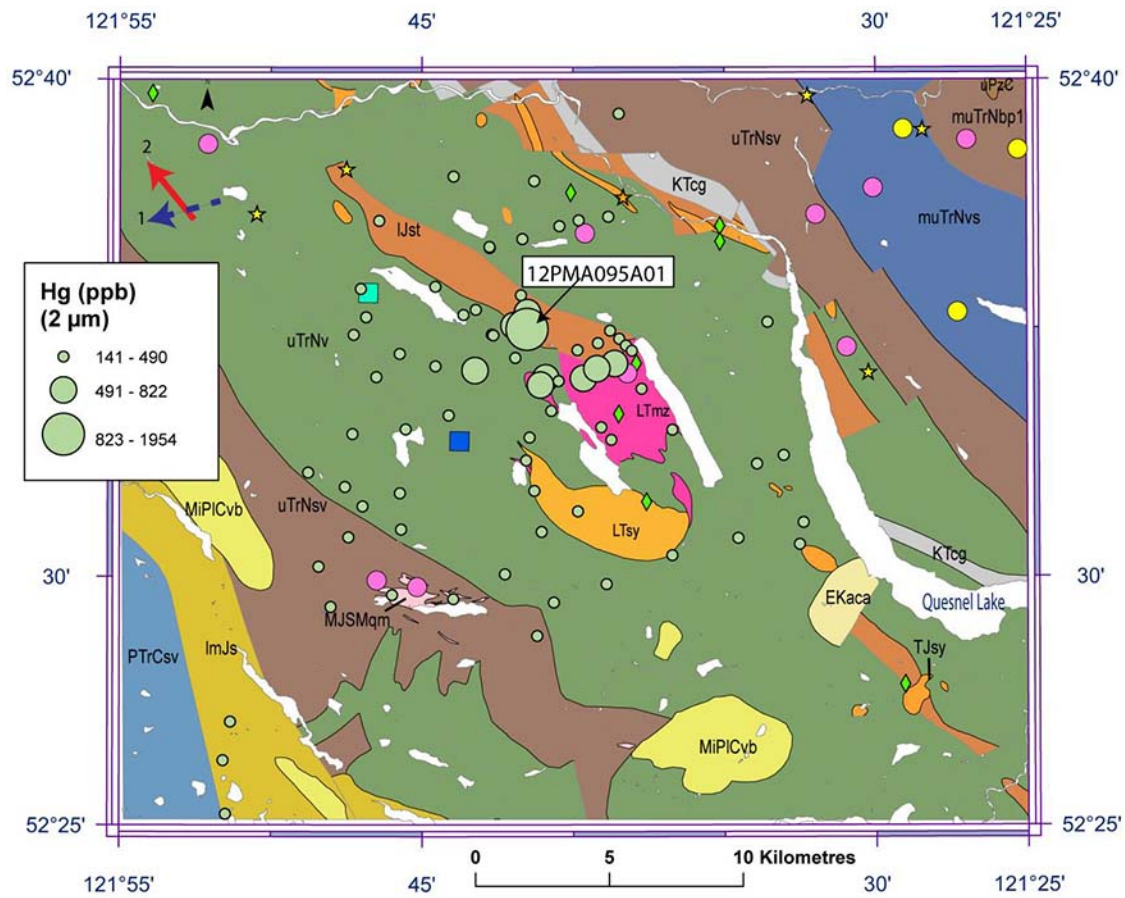 121°55' 45' 30' 121°25'
52°40' 52°40'
uPzC
muTrNbp1
uTrNsv
KTcg
muTrNvs
2
1
lJst
12PMA095A01
Hg (ppb)
(2 µm)
141 - 490
491 - 822
823 - 1954
uTrNv
LTmz
MiPlCvb
uTrNsv
LTsy
KTcg
30' 30'
EKaca
Quesnel Lake
MJSMqm
PTrCsv
lmJs
TJsy
MiPlCvb
52°25' 52°25'
0 5 10 Kilometres
121°55' 45' 30' 121°25'